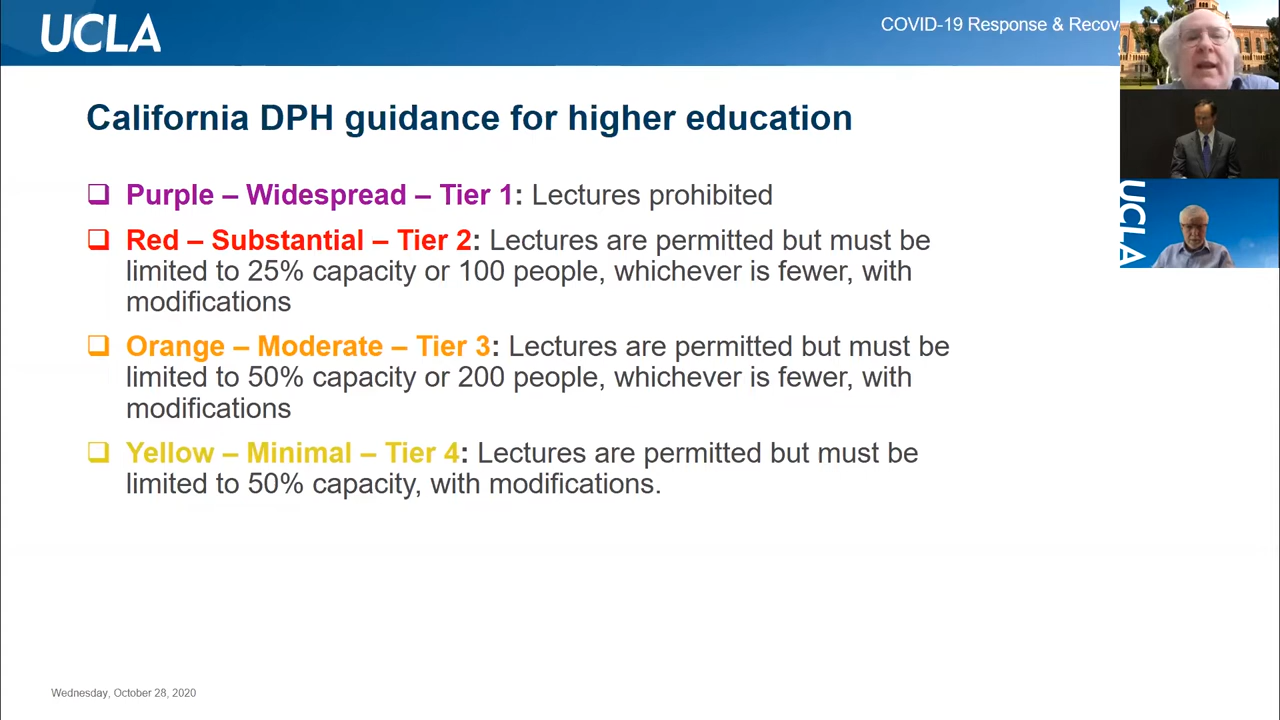 UCLA
COVID-19 Response & Recov
California DPH guidance for higher education
Purple – Widespread – Tier 1: Lectures prohibited
Red – Substantial – Tier 2: Lectures are permitted but must be
limited to 25% capacity or 100 people, whichever is fewer, with
modifications
Orange – Moderate – Tier 3: Lectures are permitted but must be
limited to 50% capacity or 200 people, whichever is fewer, with
modifications
Yellow – Minimal – Tier 4: Lectures are permitted but must be
limited to 50% capacity, with modifications.
UCLA
Wednesday, October 28, 2020